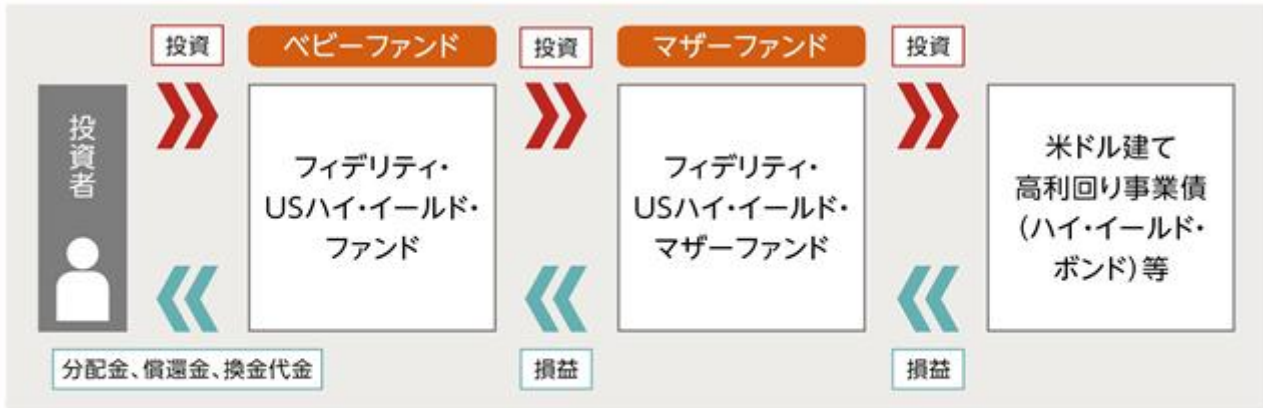 投資
ベビーファンド
投資
マザーファンド
投資
投資者
フィデリティ・
USハイ・イールド・
ファンド
フィデリティ・
USハイ・イールド・
マザーファンド
米ドル建て
高利回り事業債
(ハイ・イールド・
ボンド)等
分配金、償還金、換金代金
損益
損益